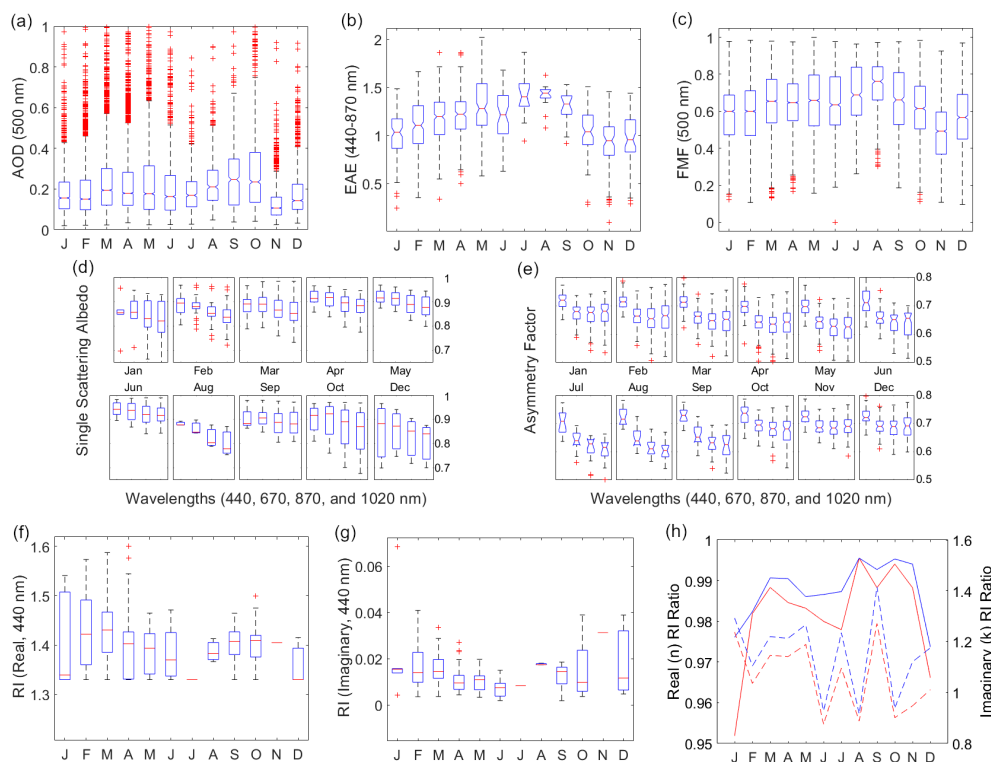 (a)
AOD (500 nm)
1
0.8
0.6
0.4
0.2
0
J F M A M J J A S O N D
(b)
EAE (440-870 nm)
2
1.5
1
0.5
J F M A M J J A S O N D
(c)
FMF (500 nm)
1
0.8
0.6
0.4
0.2
0
J F M A M J J A S O N D
(d)
Single Scattering Albedo
1
0.9
0.8
0.7
Jan Feb Mar Apr May
Jun Aug Sep Oct Dec
1
0.9
0.8
0.7
Wavelengths (440, 670, 870, and 1020 nm)
(e)
Asymmetry Factor
0.8
0.7
0.6
0.5
Jan Feb Mar Apr May Jun
Jul Aug Sep Oct Nov Dec
0.8
0.7
0.6
0.5
Wavelengths (440, 670, 870, and 1020 nm)
(f)
RI (Real, 440 nm)
1.6
1.5
1.4
1.3
J F M A M J J A S O N D
(g)
RI (Imaginary, 440 nm)
0.06
0.04
0.02
0
J F M A M J J A S O N D
(h)
Real (n) RI Ratio
1
0.99
0.98
0.97
0.96
0.95
J F M A M J J A S O N D
1.6
1.4
1.2
1
0.8
Imaginary (k) RI Ratio